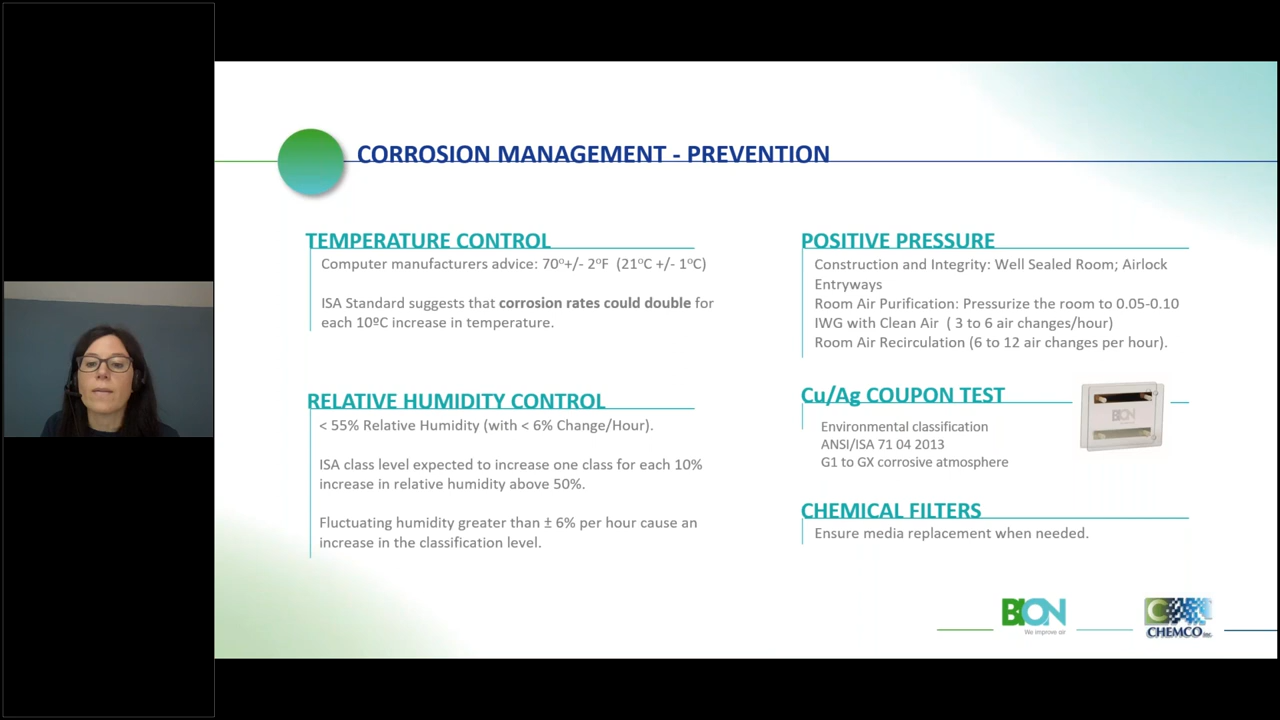 CORROSION MANAGEMENT - PREVENTION
TEMPERATURE CONTROL
Computer manufacturers advice: 70º+/- 2ºF (21ºC +/- 1ºC)
ISA Standard suggests that corrosion rates could double for
each 10ºC increase in temperature.
RELATIVE HUMIDITY CONTROL
< 55% Relative Humidity (with < 6% Change/Hour).
ISA class level expected to increase one class for each 10%
increase in relative humidity above 50%.
Fluctuating humidity greater than ± 6% per hour cause an
increase in the classification level.
POSITIVE PRESSURE
Construction and Integrity: Well Sealed Room; Airlock
Entryways
Room Air Purification: Pressurize the room to 0.05-0.10
IWG with Clean Air ( 3 to 6 air changes/hour)
Room Air Recirculation (6 to 12 air changes per hour).
Cu/Ag COUPON TEST
Environmental classification
ANSI/ISA 71 04 2013
G1 to GX corrosive atmosphere
BION
CHEMICAL FILTERS
Ensure media replacement when needed.
BION
We improve air
CHEMCO Inc.